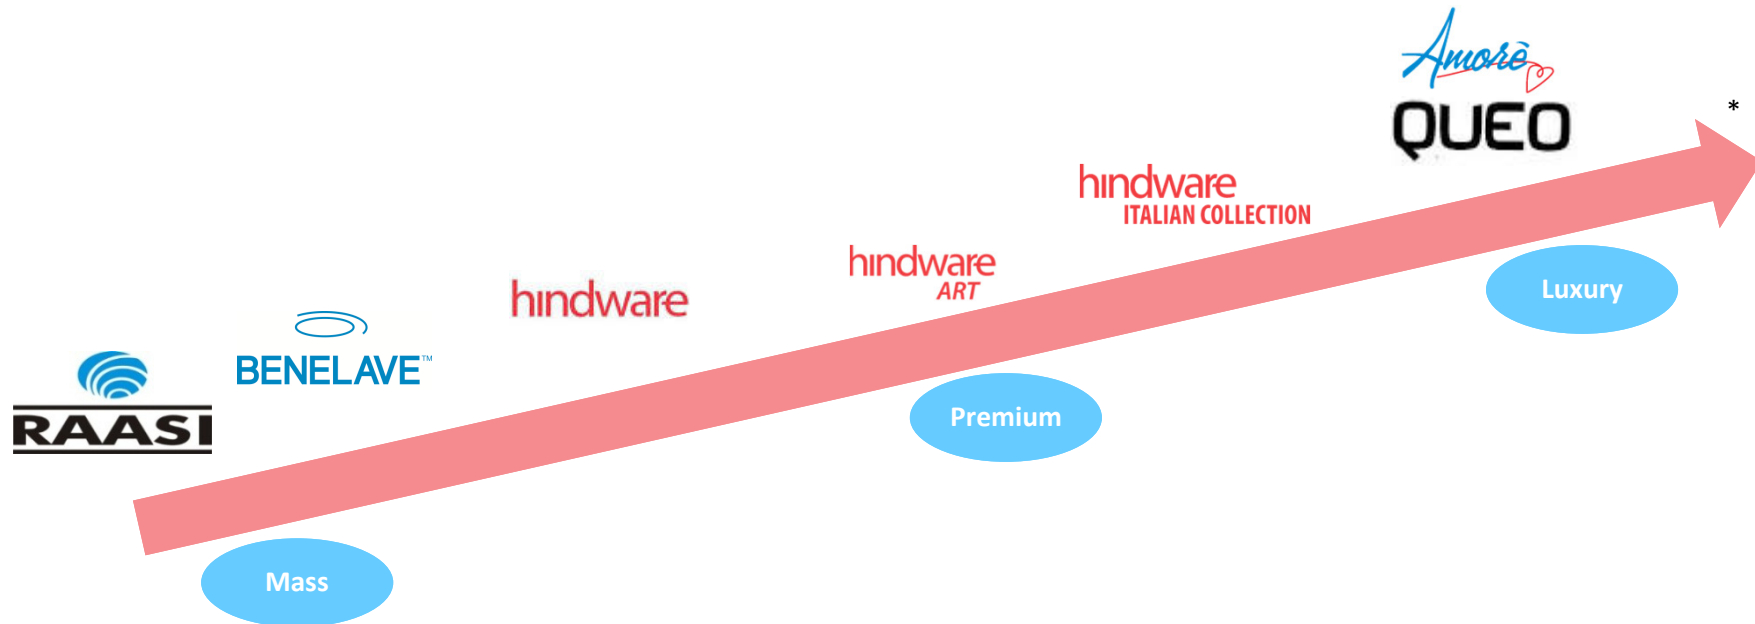 Amorè
QUEO
*
hindware
ITALIAN COLLECTION
hindware
ART
hindware
BENELAVE™
RAASI
Luxury
Premium
Mass